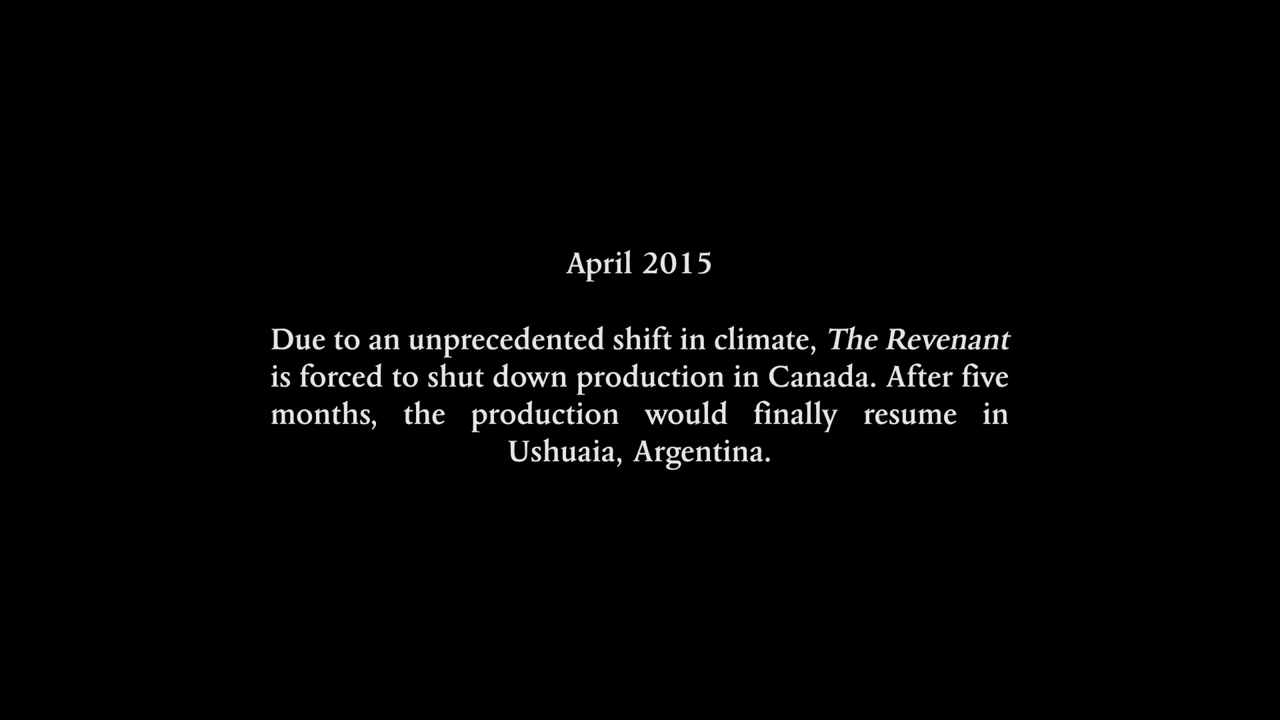 April 2015
Due to an unprecedented shift in climate, The Revenant
is forced to shut down production in Canada. After five
months, the production would finally resume in
Ushuaia, Argentina.